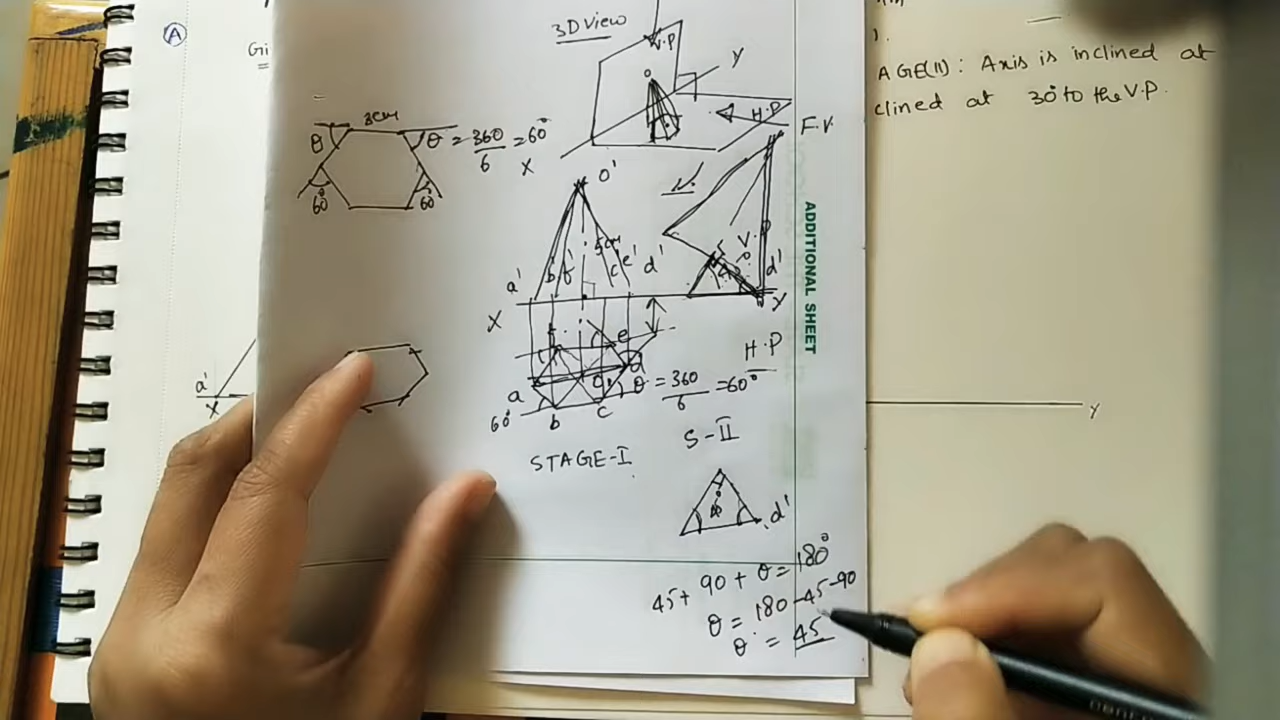 A
Gi
3D View
V.P
Y
H.P
X
F.V
3cm
θ
θ = 360/6 = 60°
60°
60
O'
5cm
V.P
a'
b'
f'
c'
e'
d'
d'
X
Y
H.P
a
b
c
d
e
f
60°
θ = 360/6 = 60°
STAGE-I
S-II
d'
45+ 90 + θ = 180°
θ = 180-45-90
θ = 45
ADDITIONAL SHEET
AGE(II): Axis is inclined at
clined at 30° to the V.P.
a'
X
Y